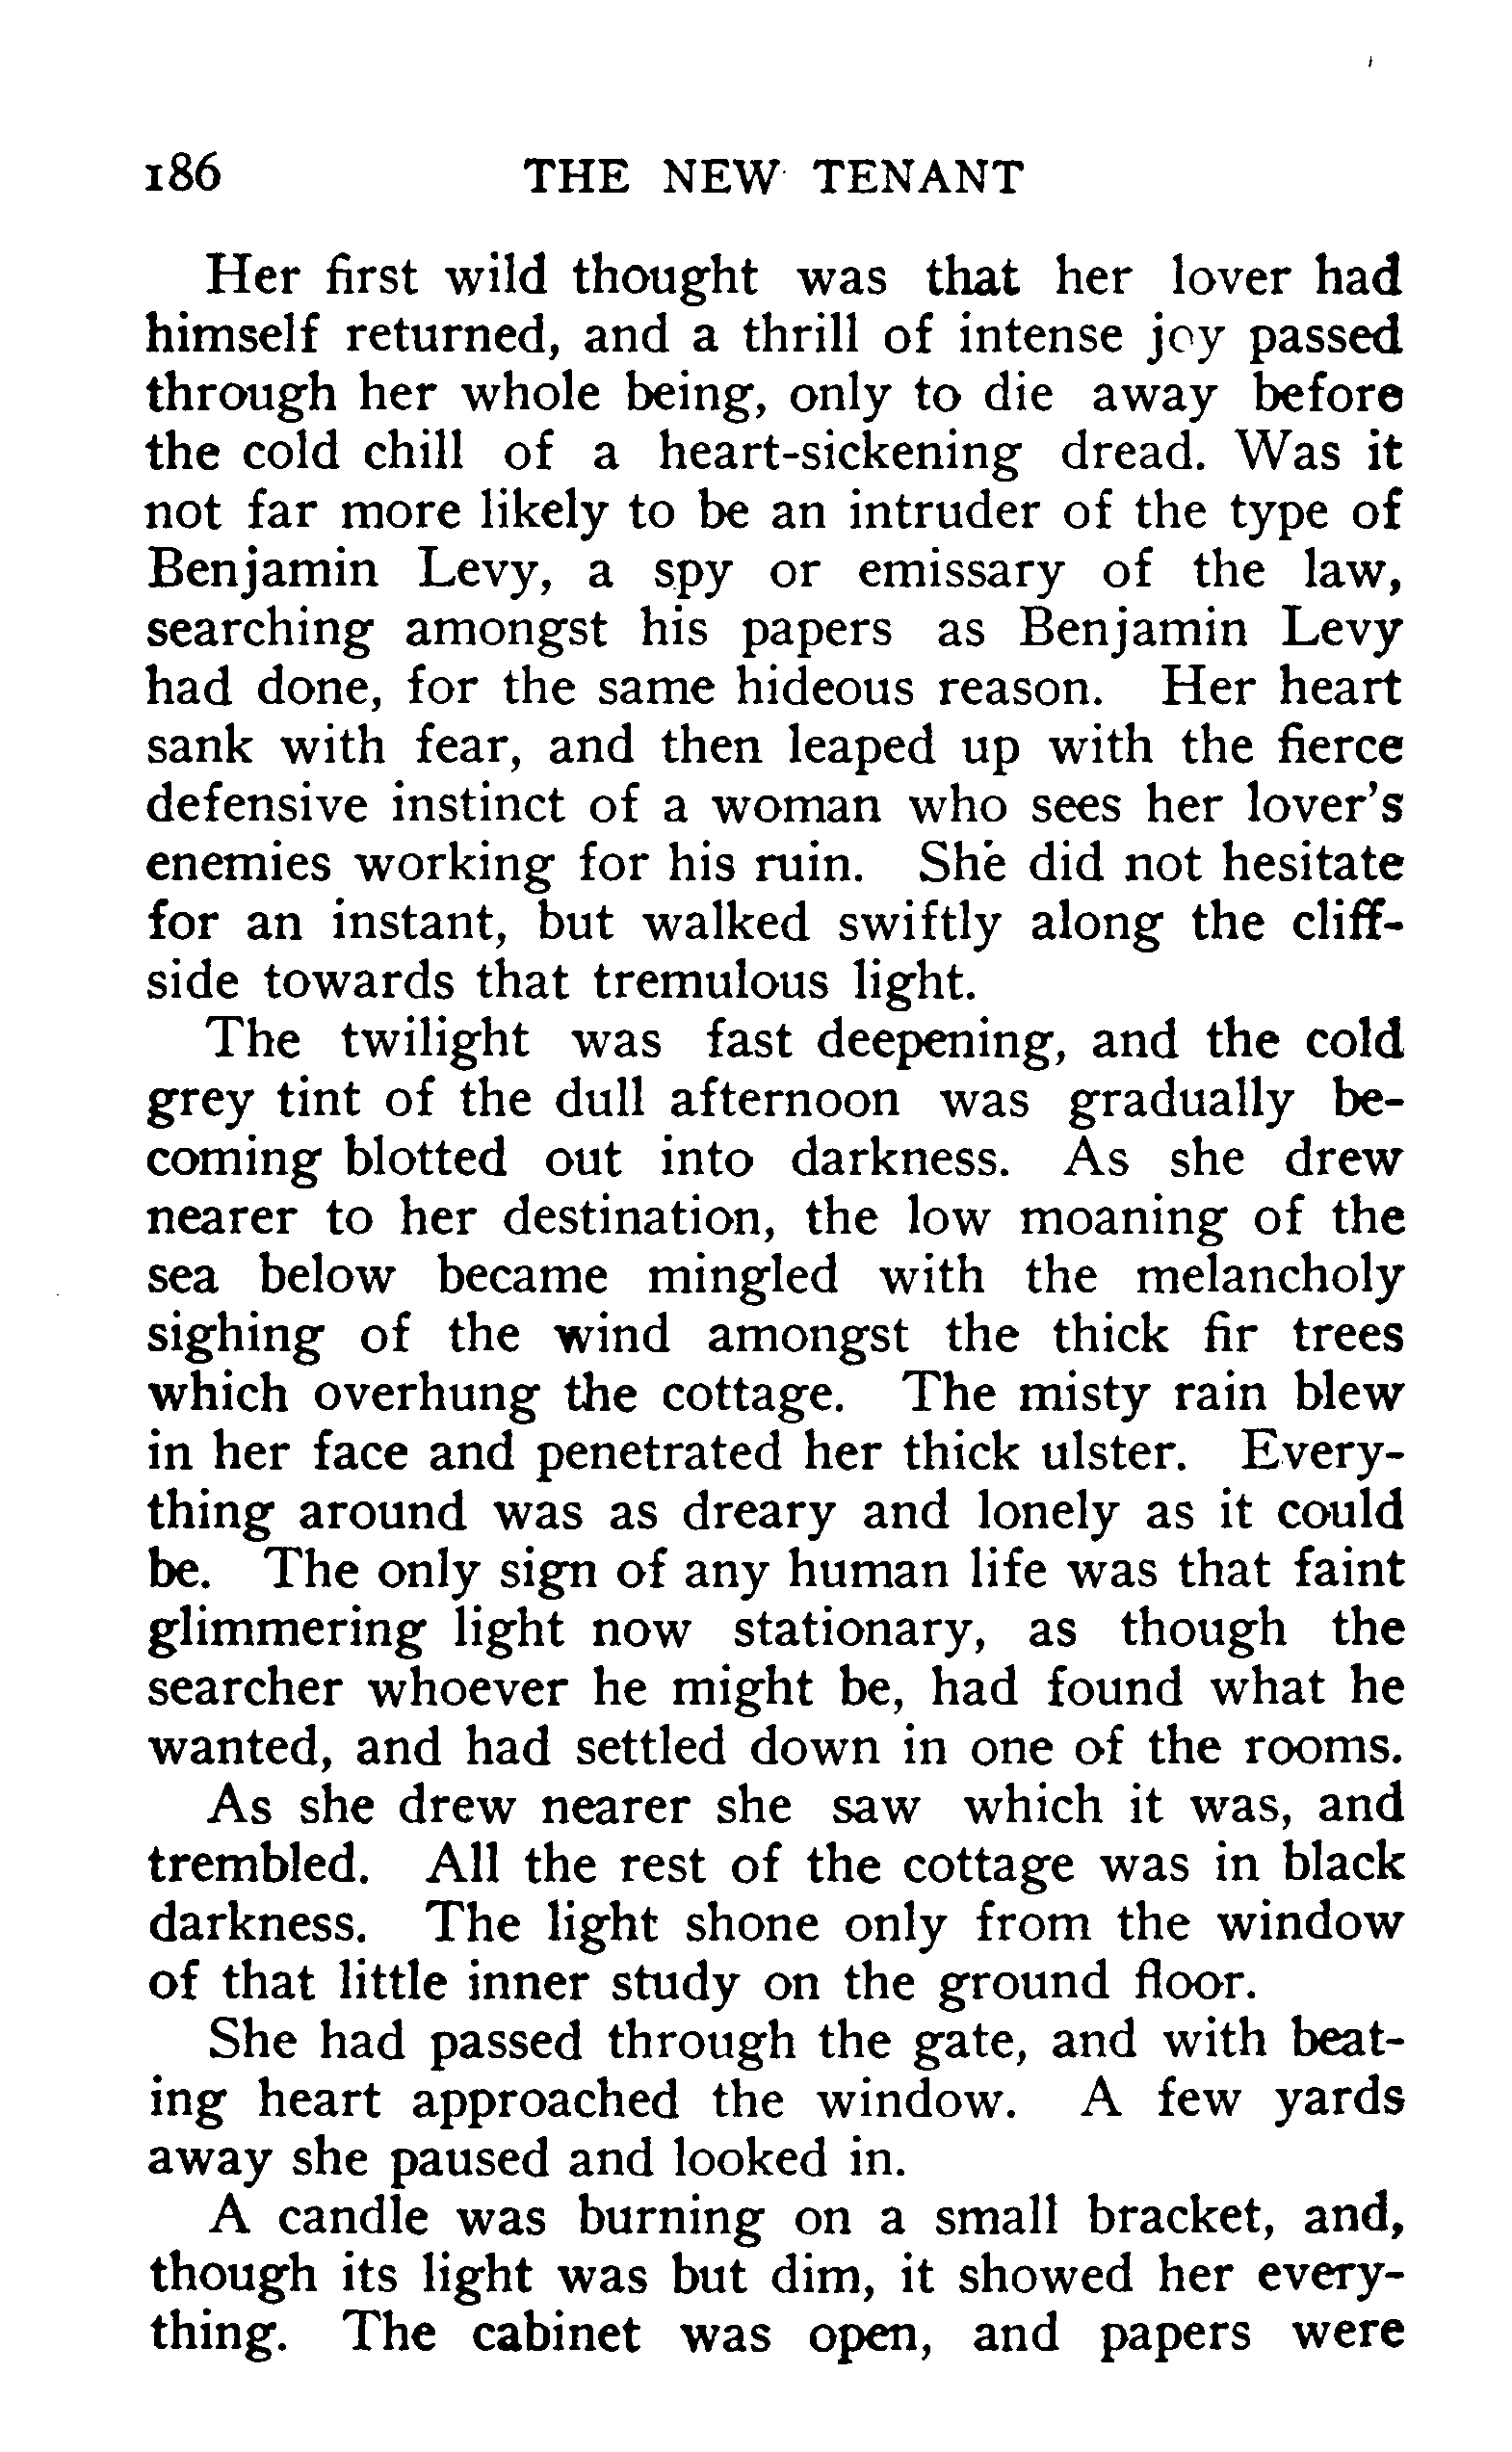 186 THE NEW TENANT
Her first wild thought was that her lover had
himself returned, and a thrill of intense joy passed
through her whole being, only to die away before
the cold chill of a heart-sickening dread. Was it
not far more likely to be an intruder of the type of
Benjamin Levy, a spy or emissary of the law,
searching amongst his papers as Benjamin Levy
had done, for the same hideous reason. Her heart
sank with fear, and then leaped up with the fierce
defensive instinct of a woman who sees her lover's
enemies working for his ruin. She did not hesitate
for an instant, but walked swiftly along the cliff-
side towards that tremulous light.
The twilight was fast deepening, and the cold
grey tint of the dull afternoon was gradually be-
coming blotted out into darkness. As she drew
nearer to her destination, the low moaning of the
sea below became mingled with the melancholy
sighing of the wind amongst the thick fir trees
which overhung the cottage. The misty rain blew
in her face and penetrated her thick ulster. Every-
thing around was as dreary and lonely as it could
be. The only sign of any human life was that faint
glimmering light now stationary, as though the
searcher whoever he might be, had found what he
wanted, and had settled down in one of the rooms.
As she drew nearer she saw which it was, and
trembled. All the rest of the cottage was in black
darkness. The light shone only from the window
of that little inner study on the ground floor.
She had passed through the gate, and with beat-
ing heart approached the window. A few yards
away she paused and looked in.
A candle was burning on a small bracket, and,
though its light was but dim, it showed her every-
thing. The cabinet was open, and papers were